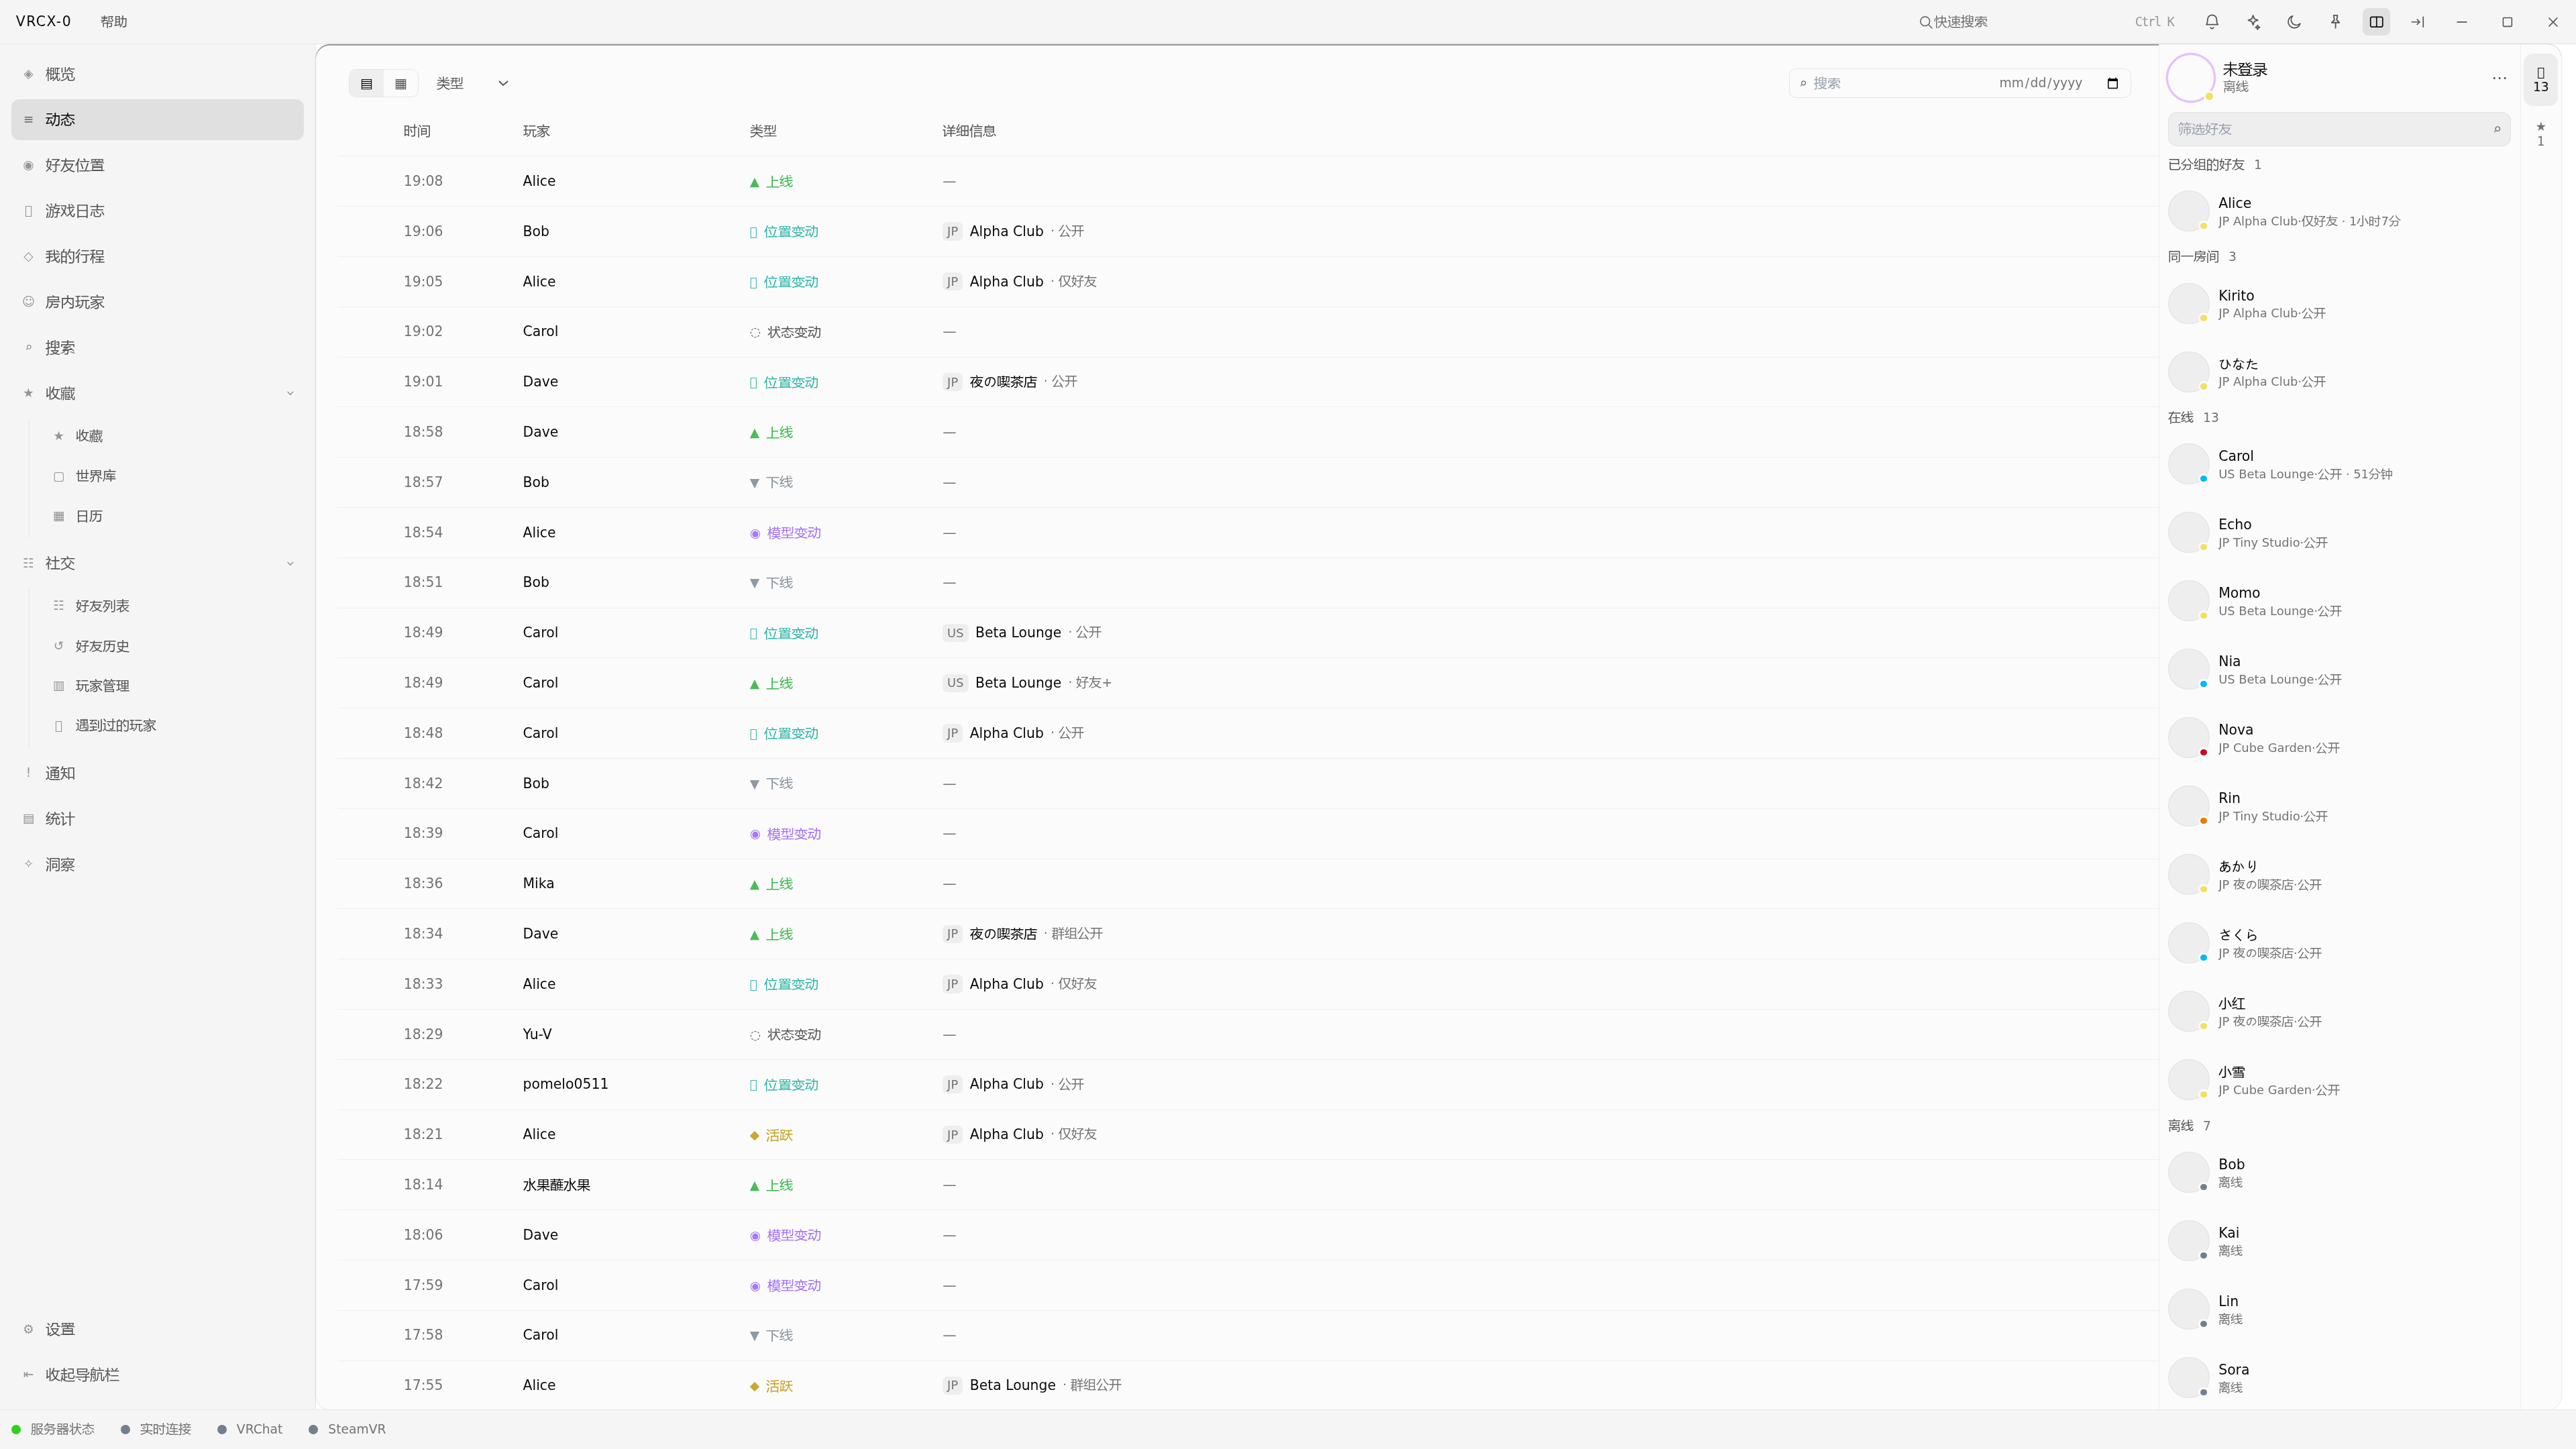 VRCX-0 帮助 快速搜索 Ctrl K
概览
动态
好友位置
游戏日志
我的行程
房内玩家
搜索
收藏
收藏
世界库
日历
社交
好友列表
好友历史
玩家管理
遇到过的玩家
通知
统计
洞察
设置
收起导航栏
类型 搜索 mm/dd/yyyy
时间 玩家 类型 详细信息
19:08 Alice 上线 —
19:06 Bob 位置变动 JP Alpha Club · 公开
19:05 Alice 位置变动 JP Alpha Club · 仅好友
19:02 Carol 状态变动 —
19:01 Dave 位置变动 JP 夜の喫茶店 · 公开
18:58 Dave 上线 —
18:57 Bob 下线 —
18:54 Alice 模型变动 —
18:51 Bob 下线 —
18:49 Carol 位置变动 US Beta Lounge · 公开
18:49 Carol 上线 US Beta Lounge · 好友+
18:48 Carol 位置变动 JP Alpha Club · 公开
18:42 Bob 下线 —
18:39 Carol 模型变动 —
18:36 Mika 上线 —
18:34 Dave 上线 JP 夜の喫茶店 · 群组公开
18:33 Alice 位置变动 JP Alpha Club · 仅好友
18:29 Yu-V 状态变动 —
18:22 pomelo0511 位置变动 JP Alpha Club · 公开
18:21 Alice 活跃 JP Alpha Club · 仅好友
18:14 水果蘸水果 上线 —
18:06 Dave 模型变动 —
17:59 Carol 模型变动 —
17:58 Carol 下线 —
17:55 Alice 活跃 JP Beta Lounge · 群组公开
未登录
离线
13
1
筛选好友
已分组的好友 1
Alice
JP Alpha Club·仅好友 · 1小时7分
同一房间 3
Kirito
JP Alpha Club·公开
ひなた
JP Alpha Club·公开
在线 13
Carol
US Beta Lounge·公开 · 51分钟
Echo
JP Tiny Studio·公开
Momo
US Beta Lounge·公开
Nia
US Beta Lounge·公开
Nova
JP Cube Garden·公开
Rin
JP Tiny Studio·公开
あかり
JP 夜の喫茶店·公开
さくら
JP 夜の喫茶店·公开
小红
JP 夜の喫茶店·公开
小雪
JP Cube Garden·公开
离线 7
Bob
离线
Kai
离线
Lin
离线
Sora
离线
服务器状态 实时连接 VRChat SteamVR